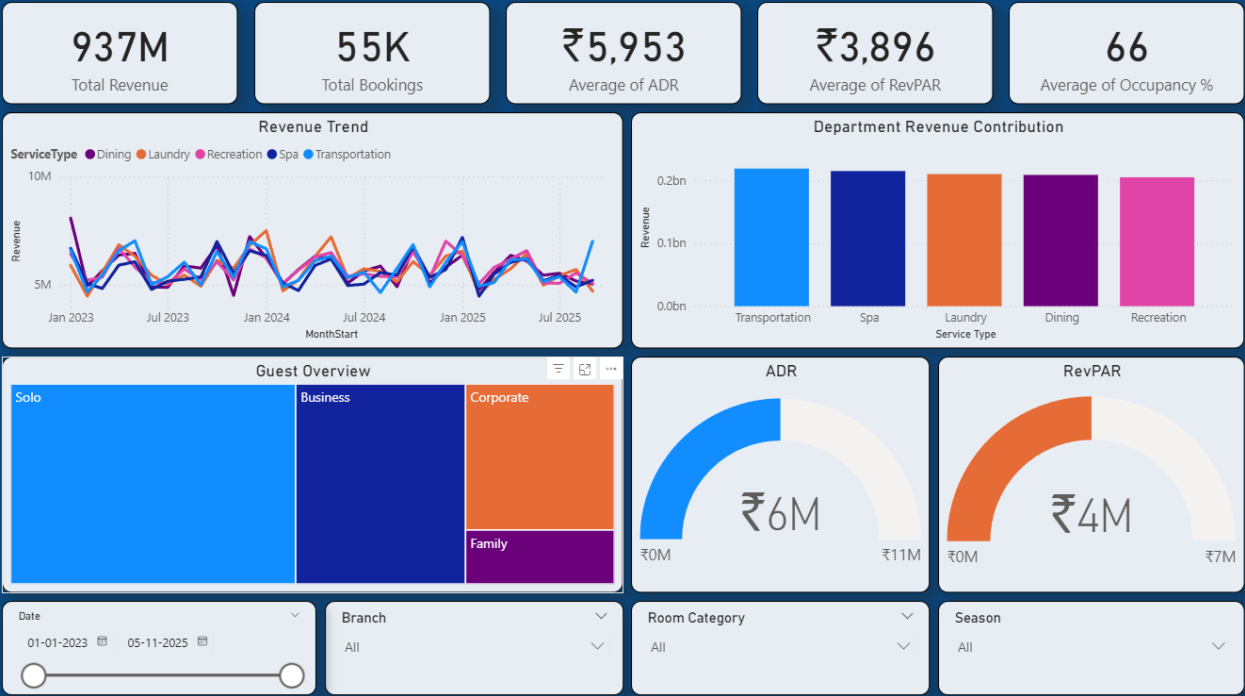 937M
Total Revenue
55K
Total Bookings
₹5,953
Average of ADR
₹3,896
Average of RevPAR
66
Average of Occupancy %
Revenue Trend
ServiceType Dining Laundry Recreation Spa Transportation
10M
5M
Revenue
Jan 2023 Jul 2023 Jan 2024 Jul 2024 Jan 2025 Jul 2025
MonthStart
Department Revenue Contribution
0.2bn
0.1bn
0.0bn
Revenue
Transportation Spa Laundry Dining Recreation
Service Type
Guest Overview
Solo
Business
Corporate
Family
ADR
₹6M
₹0M ₹11M
RevPAR
₹4M
₹0M ₹7M
Date
01-01-2023 05-11-2025
Branch
All
Room Category
All
Season
All